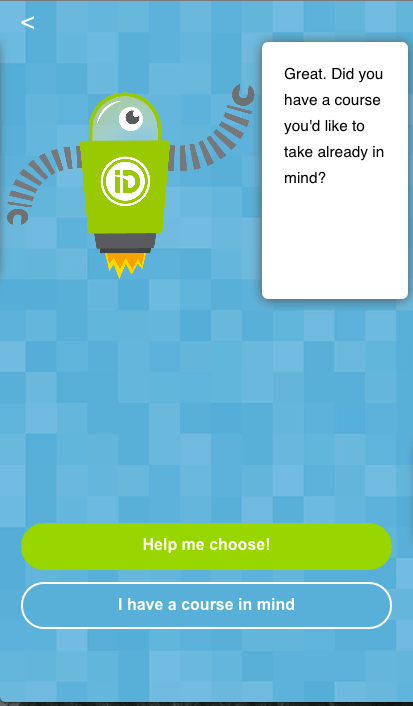 <
Great. Did you
have a course
you'd like to
take already in
mind?
iD
Help me choose!
I have a course in mind